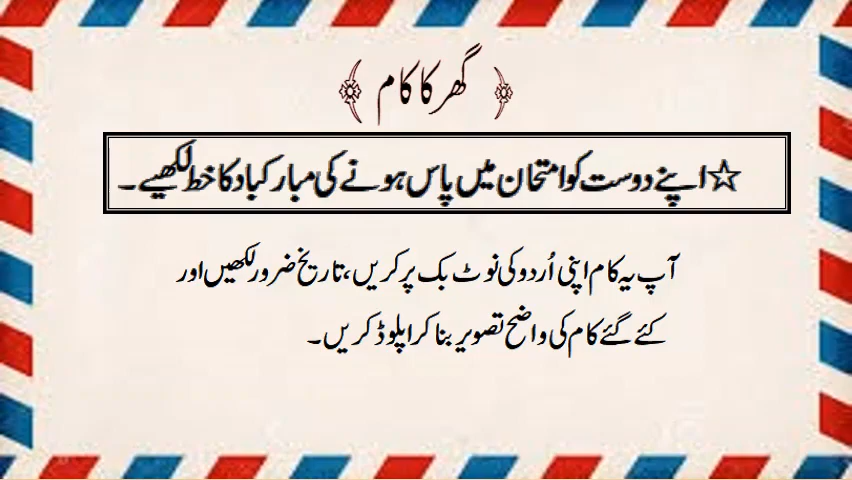 ﴿ گھر کا کام ﴾
☆اپنے دوست کو امتحان میں پاس ہونے کی مبارکباد کا خط لکھیے۔
آپ یہ کام اپنی اُردو کی نوٹ بک پر کریں، تاریخ ضرور لکھیں اور
کئے گئے کام کی واضح تصویر بنا کر اپلوڈ کریں۔